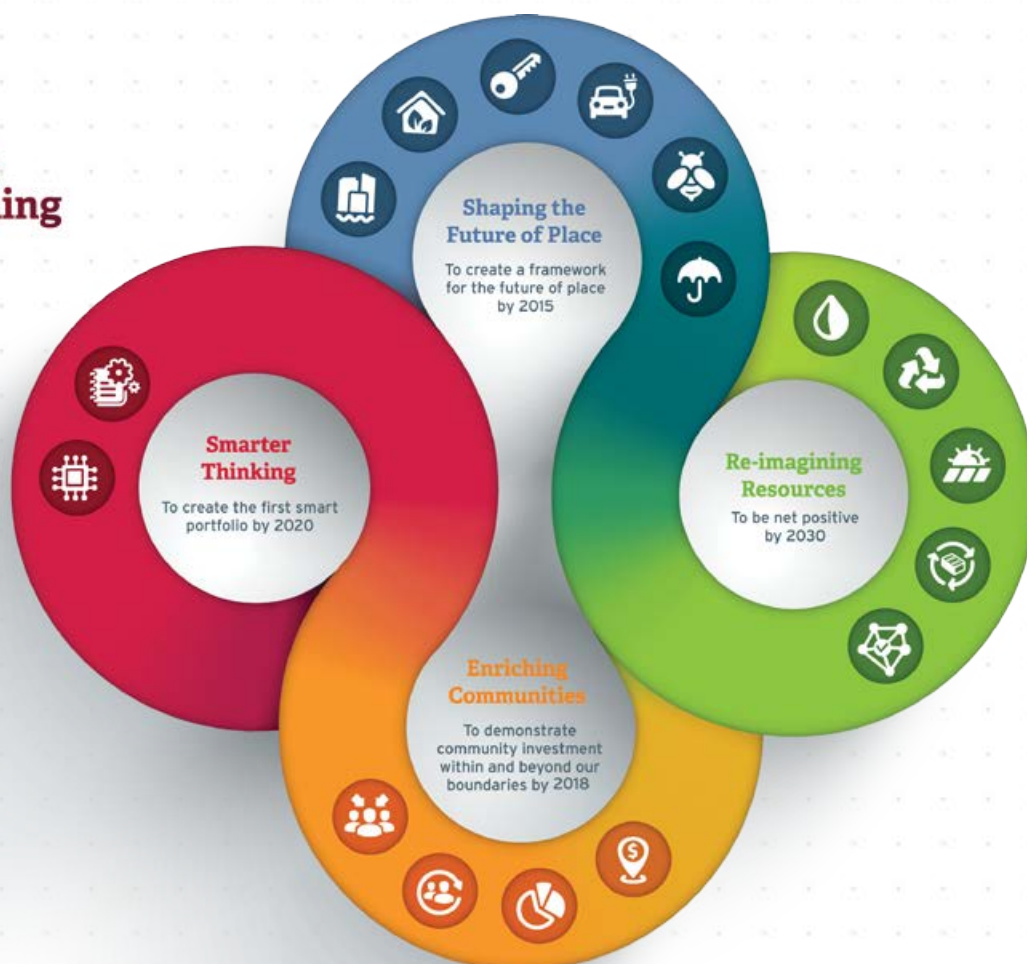 Shaping the
Future of Place
To create a framework
for the future of place
by 2015
Smarter
Thinking
To create the first smart
portfolio by 2020
Re-imagining
Resources
To be net positive
by 2030
Enriching
Communities
To demonstrate
community investment
within and beyond our
boundaries by 2018
$